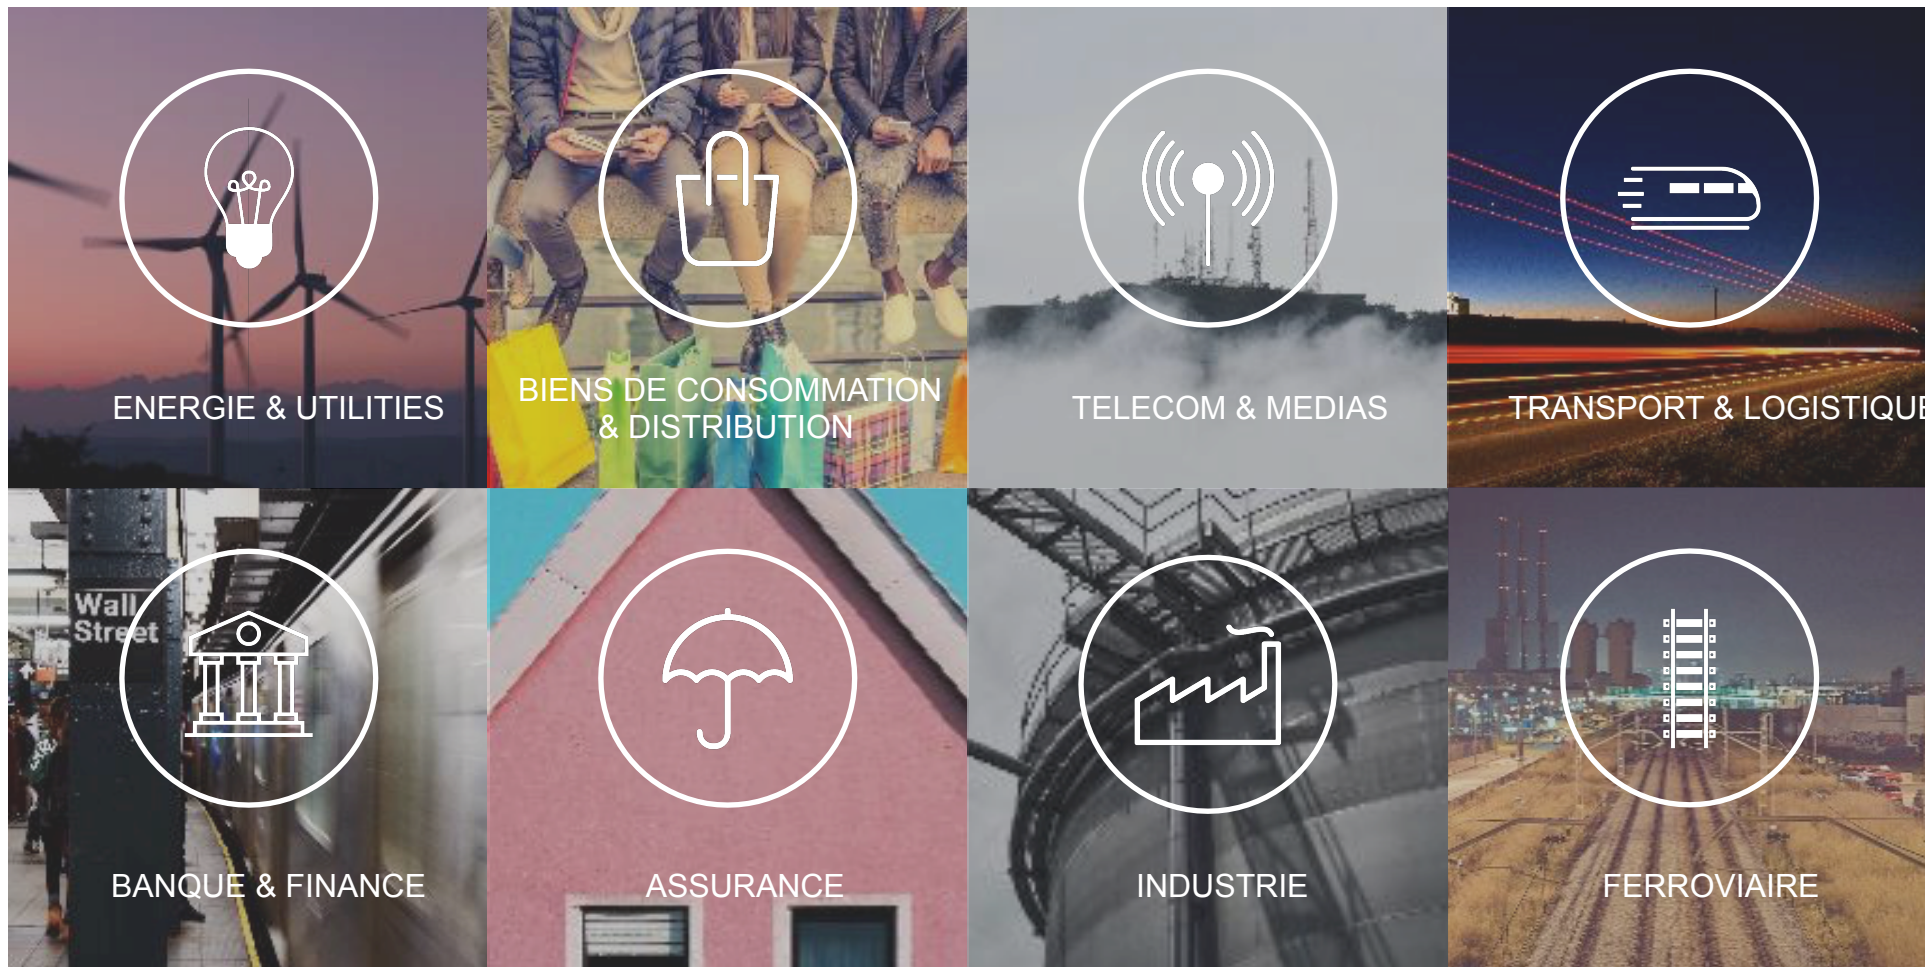 ENERGIE & UTILITIES
BIENS DE CONSOMMATION
& DISTRIBUTION
TELECOM & MEDIAS
TRANSPORT & LOGISTIQUE
Wall
Street
BANQUE & FINANCE
ASSURANCE
INDUSTRIE
FERROVIAIRE